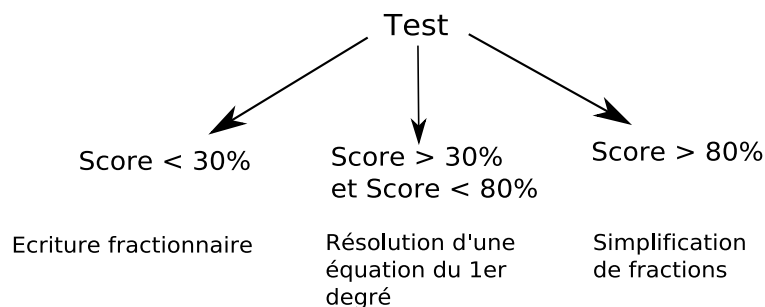 Test
Score < 30%
Score > 30%
et Score < 80%
Score > 80%
Ecriture fractionnaire
Résolution d'une
équation du 1er
degré
Simplification
de fractions